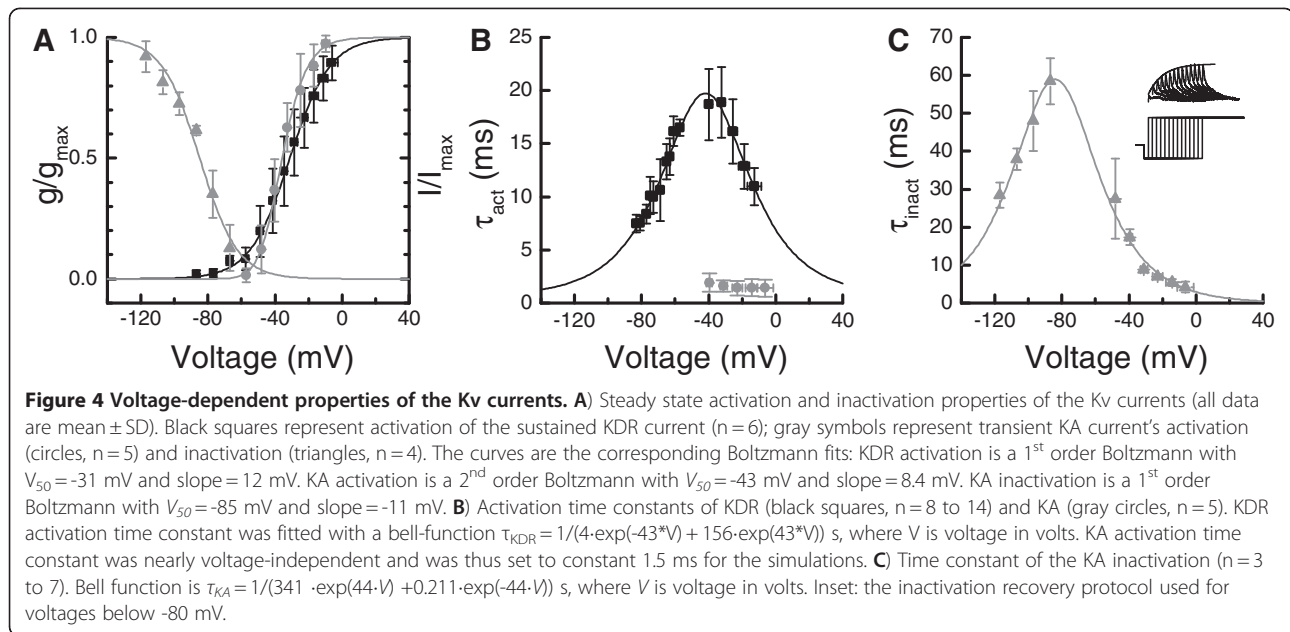 A
B
C
1.0
0.5
0.0
g/gmax
I/Imax
-120 -80 -40 0 40
Voltage (mV)
25
20
15
10
5
0
τact (ms)
-120 -80 -40 0 40
Voltage (mV)
70
60
50
40
30
20
10
0
τinact (ms)
-120 -80 -40 0 40
Voltage (mV)
Figure 4 Voltage-dependent properties of the Kv currents. A) Steady state activation and inactivation properties of the Kv currents (all data
are mean ± SD). Black squares represent activation of the sustained KDR current (n = 6); gray symbols represent transient KA current's activation
(circles, n = 5) and inactivation (triangles, n = 4). The curves are the corresponding Boltzmann fits: KDR activation is a 1st order Boltzmann with
V50 = -31 mV and slope = 12 mV. KA activation is a 2nd order Boltzmann with V50 = -43 mV and slope = 8.4 mV. KA inactivation is a 1st order
Boltzmann with V50 = -85 mV and slope = -11 mV. B) Activation time constants of KDR (black squares, n = 8 to 14) and KA (gray circles, n = 5). KDR
activation time constant was fitted with a bell-function τKDR = 1/(4·exp(-43*V) + 156·exp(43*V)) s, where V is voltage in volts. KA activation time
constant was nearly voltage-independent and was thus set to constant 1.5 ms for the simulations. C) Time constant of the KA inactivation (n = 3
to 7). Bell function is τKA = 1/(341 ·exp(44·V) +0.211·exp(-44·V)) s, where V is voltage in volts. Inset: the inactivation recovery protocol used for
voltages below -80 mV.